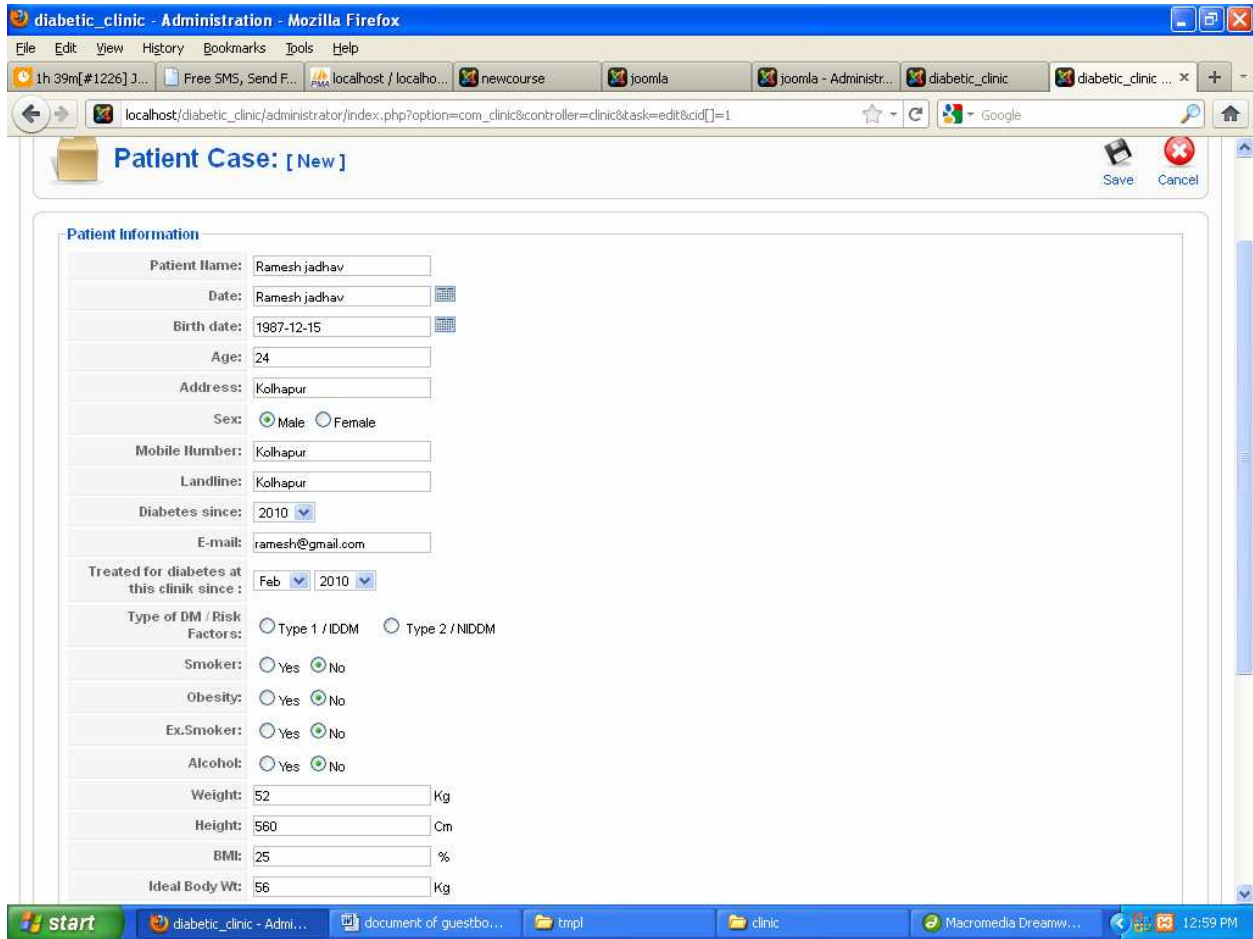 diabetic_clinic - Administration - Mozilla Firefox
File Edit View History Bookmarks Tools Help
1h 39m[#1226] J... Free SMS, Send F... localhost / localho... newcourse joomla joomla - Administr... diabetic_clinic diabetic_clinic ...
localhost/diabetic_clinic/administrator/index.php?option=com_clinic&controller=clinic&task=edit&cid[]=1 Google
Patient Case: [ New ] Save Cancel
Patient Information
Patient Name: Ramesh jadhav
Date: Ramesh jadhav
Birth date: 1987-12-15
Age: 24
Address: Kolhapur
Sex: Male Female
Mobile Number: Kolhapur
Landline: Kolhapur
Diabetes since: 2010
E-mail: ramesh@gmail.com
Treated for diabetes at
this clinik since : Feb 2010
Type of DM / Risk
Factors: Type 1 / IDDM Type 2 / NIDDM
Smoker: Yes No
Obesity: Yes No
Ex.Smoker: Yes No
Alcohol: Yes No
Weight: 52 Kg
Height: 560 Cm
BMI: 25 %
Ideal Body Wt: 56 Kg
start diabetic_clinic - Admi... document of guestbo... tmpl clinic Macromedia Dreamw... 12:59 PM